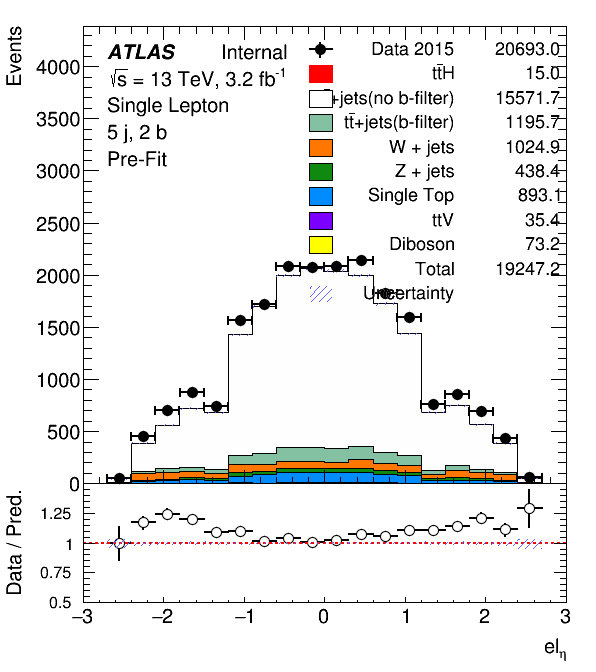 Events
ATLAS Internal
√s = 13 TeV, 3.2 fb⁻¹
Single Lepton
5 j, 2 b
Pre-Fit
Data 2015 20693.0
tt̄H 15.0
+jets(no b-filter) 15571.7
tt̄+jets(b-filter) 1195.7
W + jets 1024.9
Z + jets 438.4
Single Top 893.1
ttV 35.4
Diboson 73.2
Total 19247.2
Uncertainty
4000
3500
3000
2500
2000
1500
1000
500
0
Data / Pred.
1.25
1
0.75
0.5
−3 −2 −1 0 1 2 3
el_η